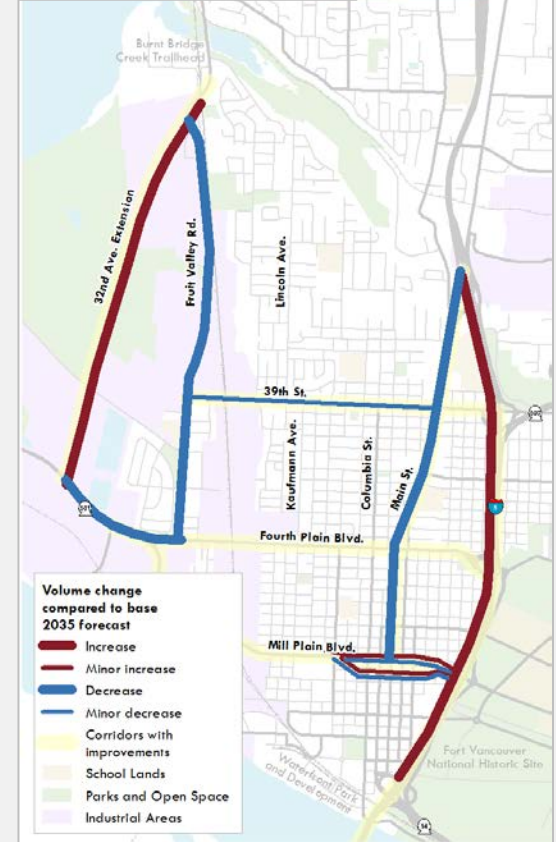 Burnt Bridge
Creek Trailhead
32nd Ave. Extension
Fruit Valley Rd.
Lincoln Ave.
39th St.
Kaufmann Ave.
Columbia St.
Main St.
Fourth Plain Blvd.
Mill Plain Blvd.
Volume change
compared to base
2035 forecast
Increase
Minor increase
Decrease
Minor decrease
Corridors with
improvements
School Lands
Parks and Open Space
Industrial Areas
Waterfront Park
and Development
Fort Vancouver
National Historic Site